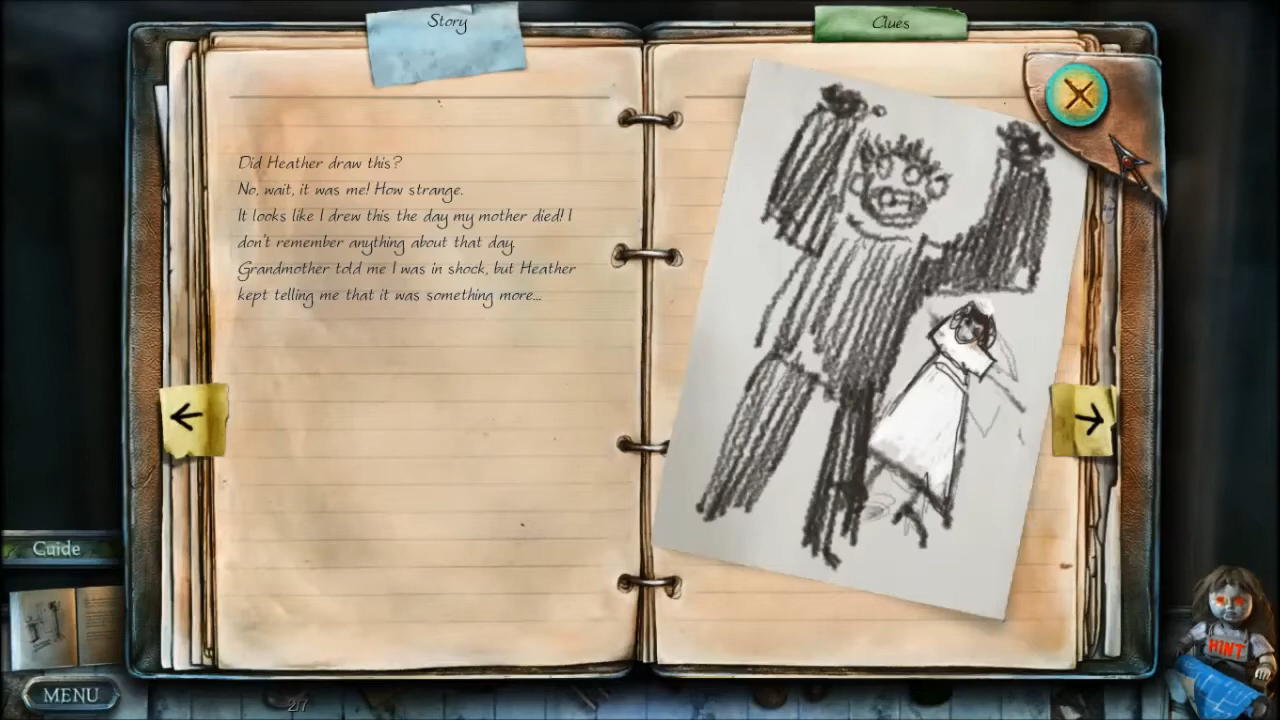 Story
Clues
Did Heather draw this?
No, wait, it was me! How strange.
It looks like I drew this the day my mother died! I
don't remember anything about that day.
Grandmother told me I was in shock, but Heather
kept telling me that it was something more...
Guide
HINT
MENU
2/7